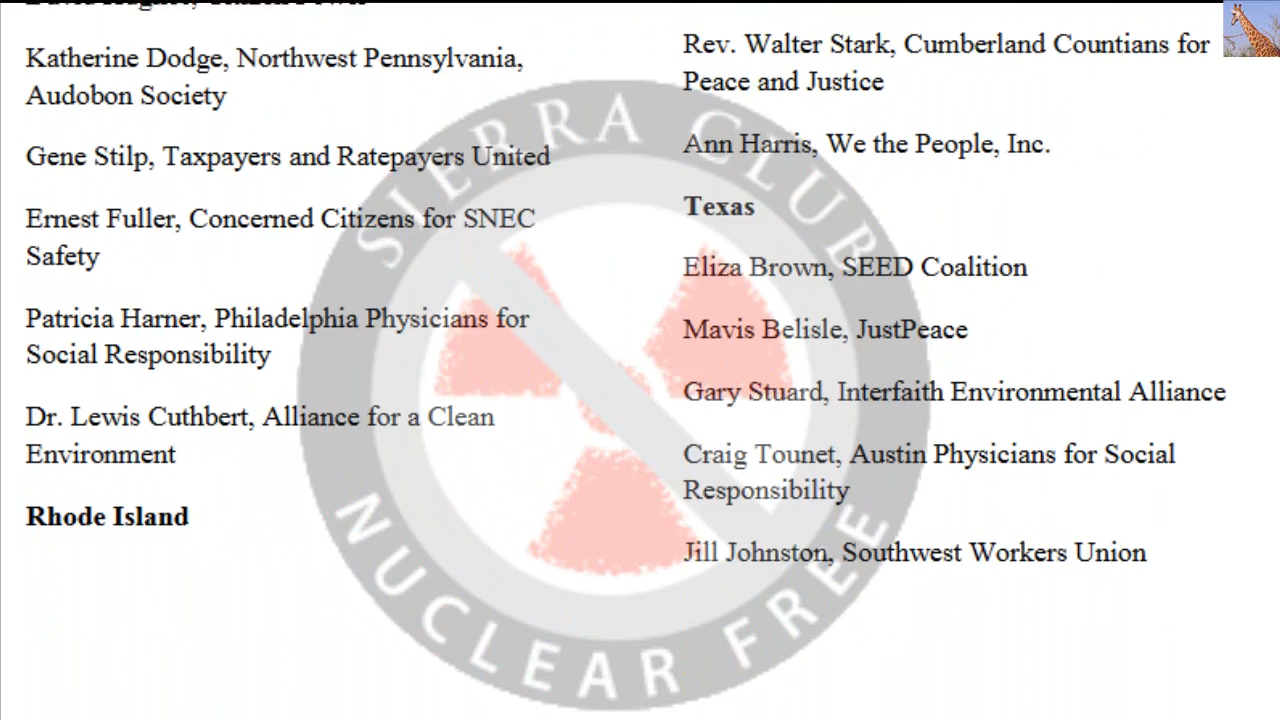 Katherine Dodge, Northwest Pennsylvania,
Audobon Society
Gene Stilp, Taxpayers and Ratepayers United
Ernest Fuller, Concerned Citizens for SNEC
Safety
Patricia Harner, Philadelphia Physicians for
Social Responsibility
Dr. Lewis Cuthbert, Alliance for a Clean
Environment
Rhode Island
Rev. Walter Stark, Cumberland Countians for
Peace and Justice
Ann Harris, We the People, Inc.
Texas
Eliza Brown, SEED Coalition
Mavis Belisle, JustPeace
Gary Stuard, Interfaith Environmental Alliance
Craig Tounet, Austin Physicians for Social
Responsibility
Jill Johnston, Southwest Workers Union
SIERRA CLUB
NUCLEAR FREE